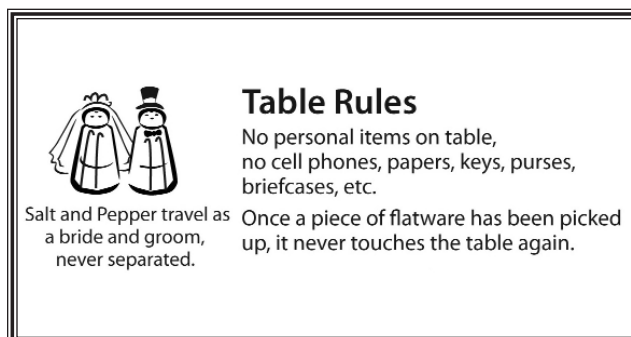 Table Rules
No personal items on table,
no cell phones, papers, keys, purses,
briefcases, etc.
Once a piece of flatware has been picked
up, it never touches the table again.
Salt and Pepper travel as
a bride and groom,
never separated.